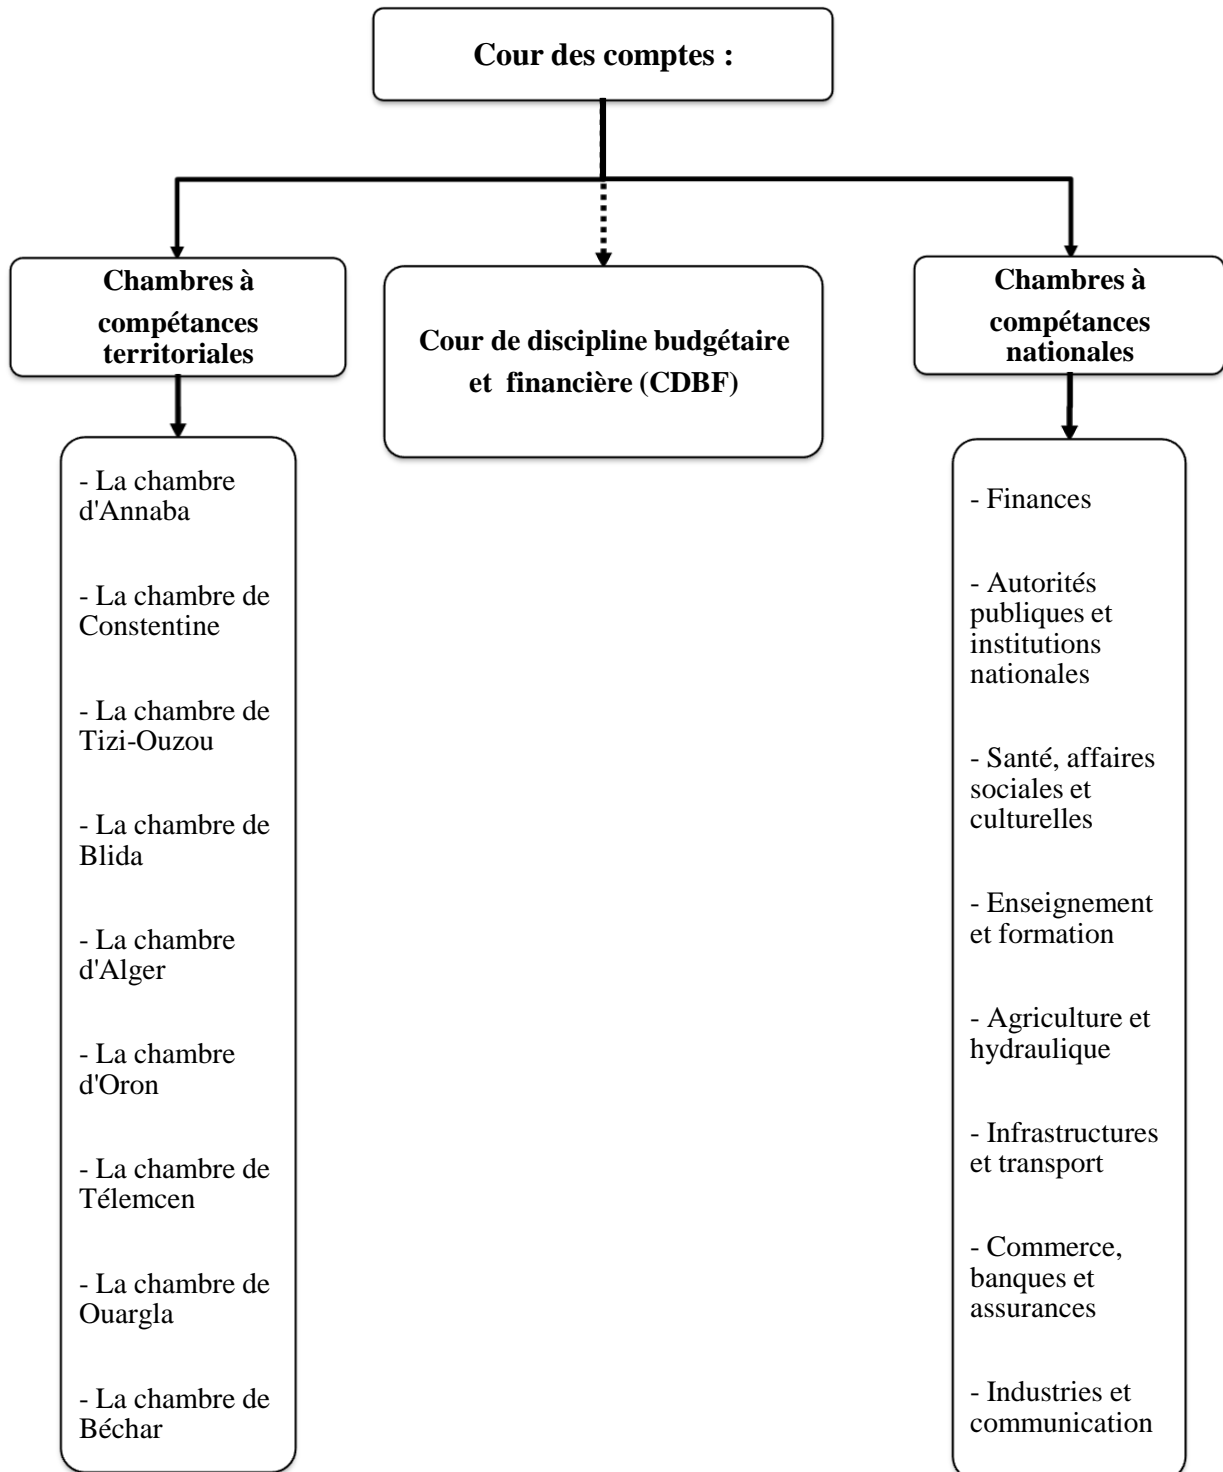 Cour des comptes :
Chambres à
compétances
territoriales
Cour de discipline budgétaire
et financière (CDBF)
Chambres à
compétances
nationales
- La chambre
d'Annaba
- La chambre de
Constentine
- La chambre de
Tizi-Ouzou
- La chambre de
Blida
- La chambre
d'Alger
- La chambre
d'Oron
- La chambre de
Télemcen
- La chambre de
Ouargla
- La chambre de
Béchar
- Finances
- Autorités
publiques et
institutions
nationales
- Santé, affaires
sociales et
culturelles
- Enseignement
et formation
- Agriculture et
hydraulique
- Infrastructures
et transport
- Commerce,
banques et
assurances
- Industries et
communication